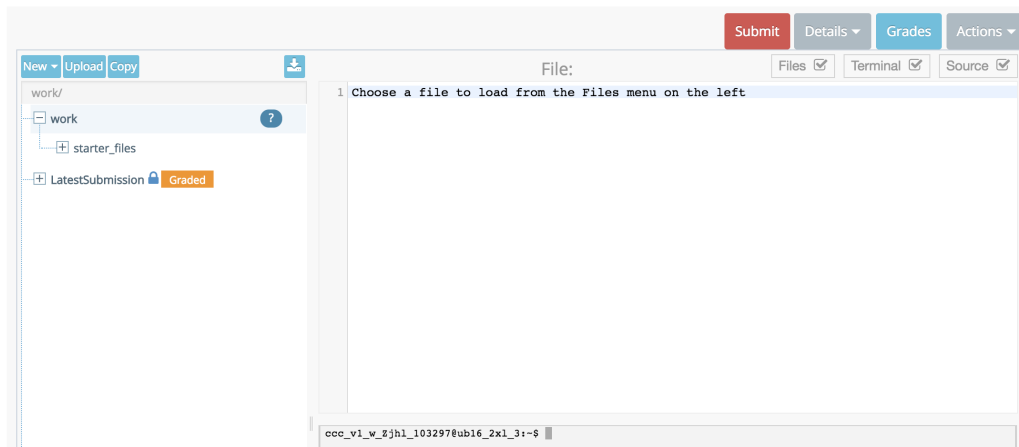 Submit Details Grades Actions
New Upload Copy
File:
Files Terminal Source
work/
1 Choose a file to load from the Files menu on the left
work ?
starter_files
LatestSubmission Graded
ccc_v1_w_Zjhl_103297@ub16_2xl_3:~$